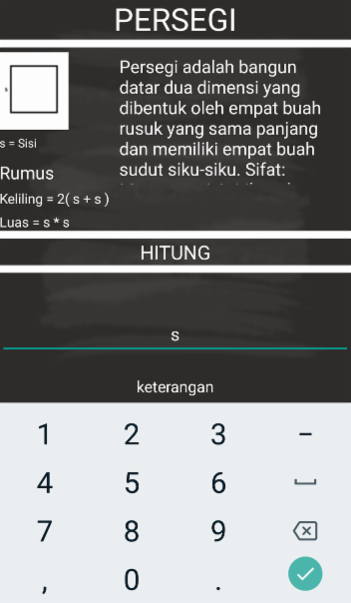 PERSEGI
s
s = Sisi
Rumus
Keliling = 2( s + s )
Luas = s * s
Persegi adalah bangun
datar dua dimensi yang
dibentuk oleh empat buah
rusuk yang sama panjang
dan memiliki empat buah
sudut siku-siku. Sifat:
HITUNG
s
keterangan
1 2 3 -
4 5 6
7 8 9
, 0 .